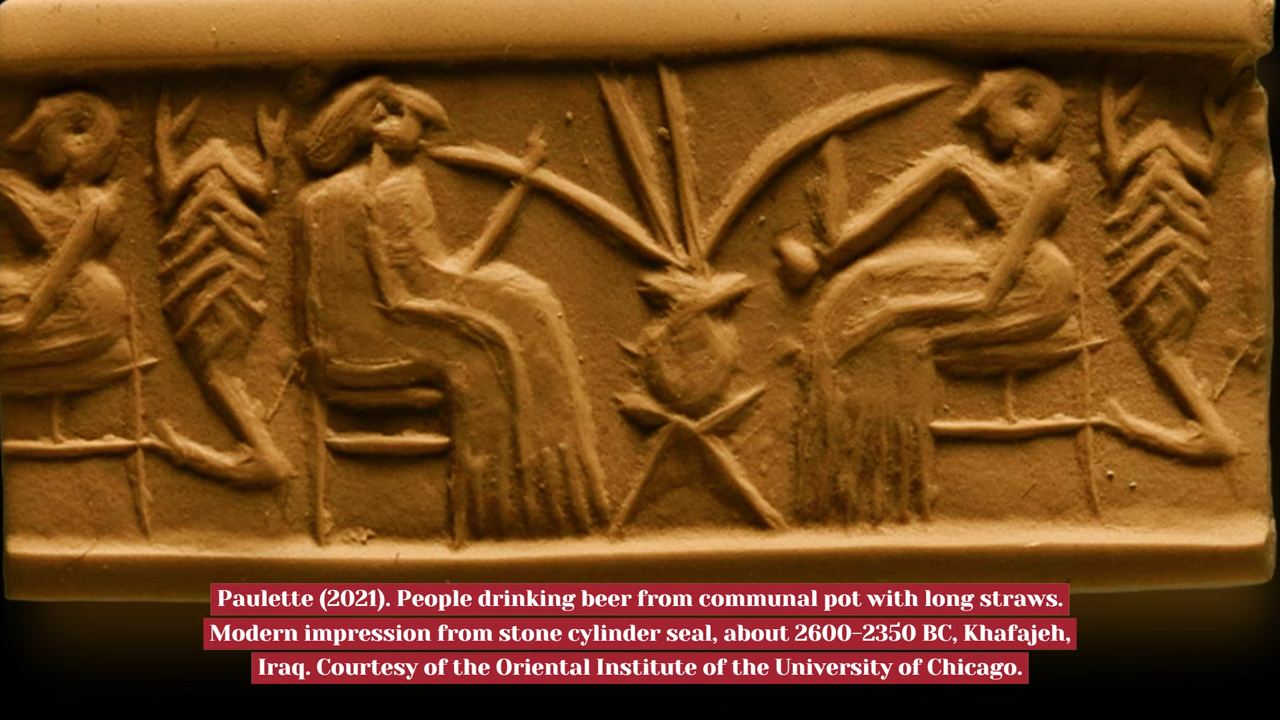 Paulette (2021). People drinking beer from communal pot with long straws.
Modern impression from stone cylinder seal, about 2600–2350 BC, Khafajeh,
Iraq. Courtesy of the Oriental Institute of the University of Chicago.